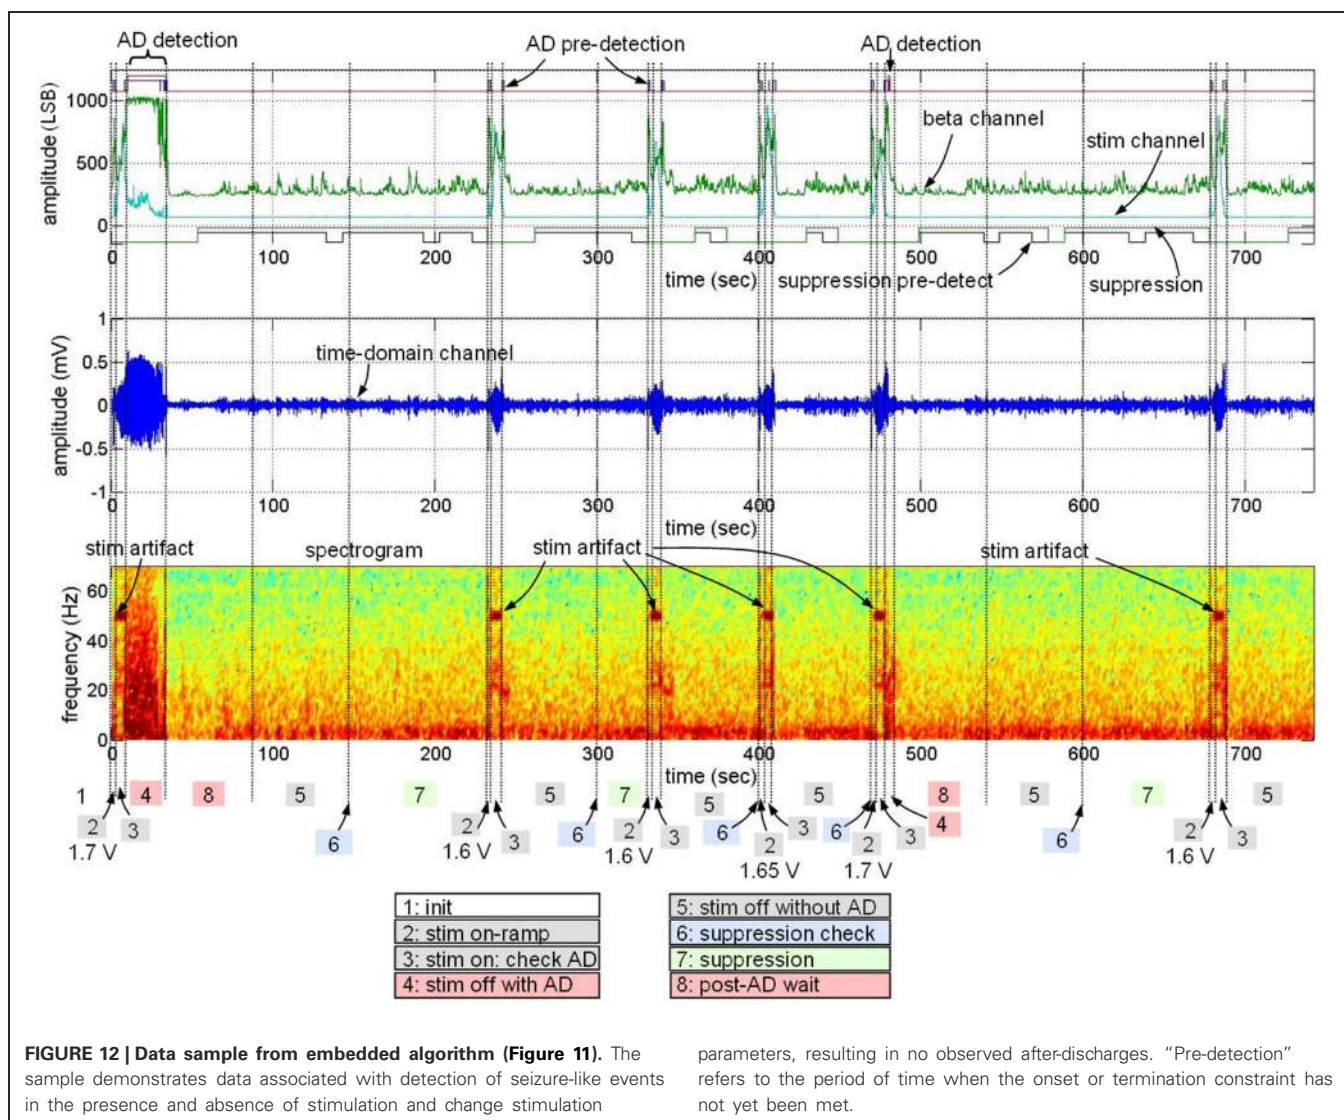 AD detection
AD pre-detection
AD detection
amplitude (LSB)
1000
500
0
beta channel
stim channel
0 100 200 300 400 500 600 700
time (sec)
suppression pre-detect
suppression
amplitude (mV)
1
0.5
0
-0.5
-1
time-domain channel
0 100 200 300 400 500 600 700
time (sec)
stim artifact
spectrogram
stim artifact
stim artifact
frequency (Hz)
60
40
20
0
0 100 200 300 400 500 600 700
time (sec)
1 4 8 5 7 5 7 5 5 8 5 7 5
2 3 6 2 3 6 2 3 6 2 3 6 2 3 4 6 2 3
1.7 V 1.6 V 1.6 V 1.65 V 1.7 V 1.6 V
1: init
2: stim on-ramp
3: stim on: check AD
4: stim off with AD
5: stim off without AD
6: suppression check
7: suppression
8: post-AD wait
FIGURE 12 | Data sample from embedded algorithm (Figure 11). The
sample demonstrates data associated with detection of seizure-like events
in the presence and absence of stimulation and change stimulation
parameters, resulting in no observed after-discharges. “Pre-detection”
refers to the period of time when the onset or termination constraint has
not yet been met.